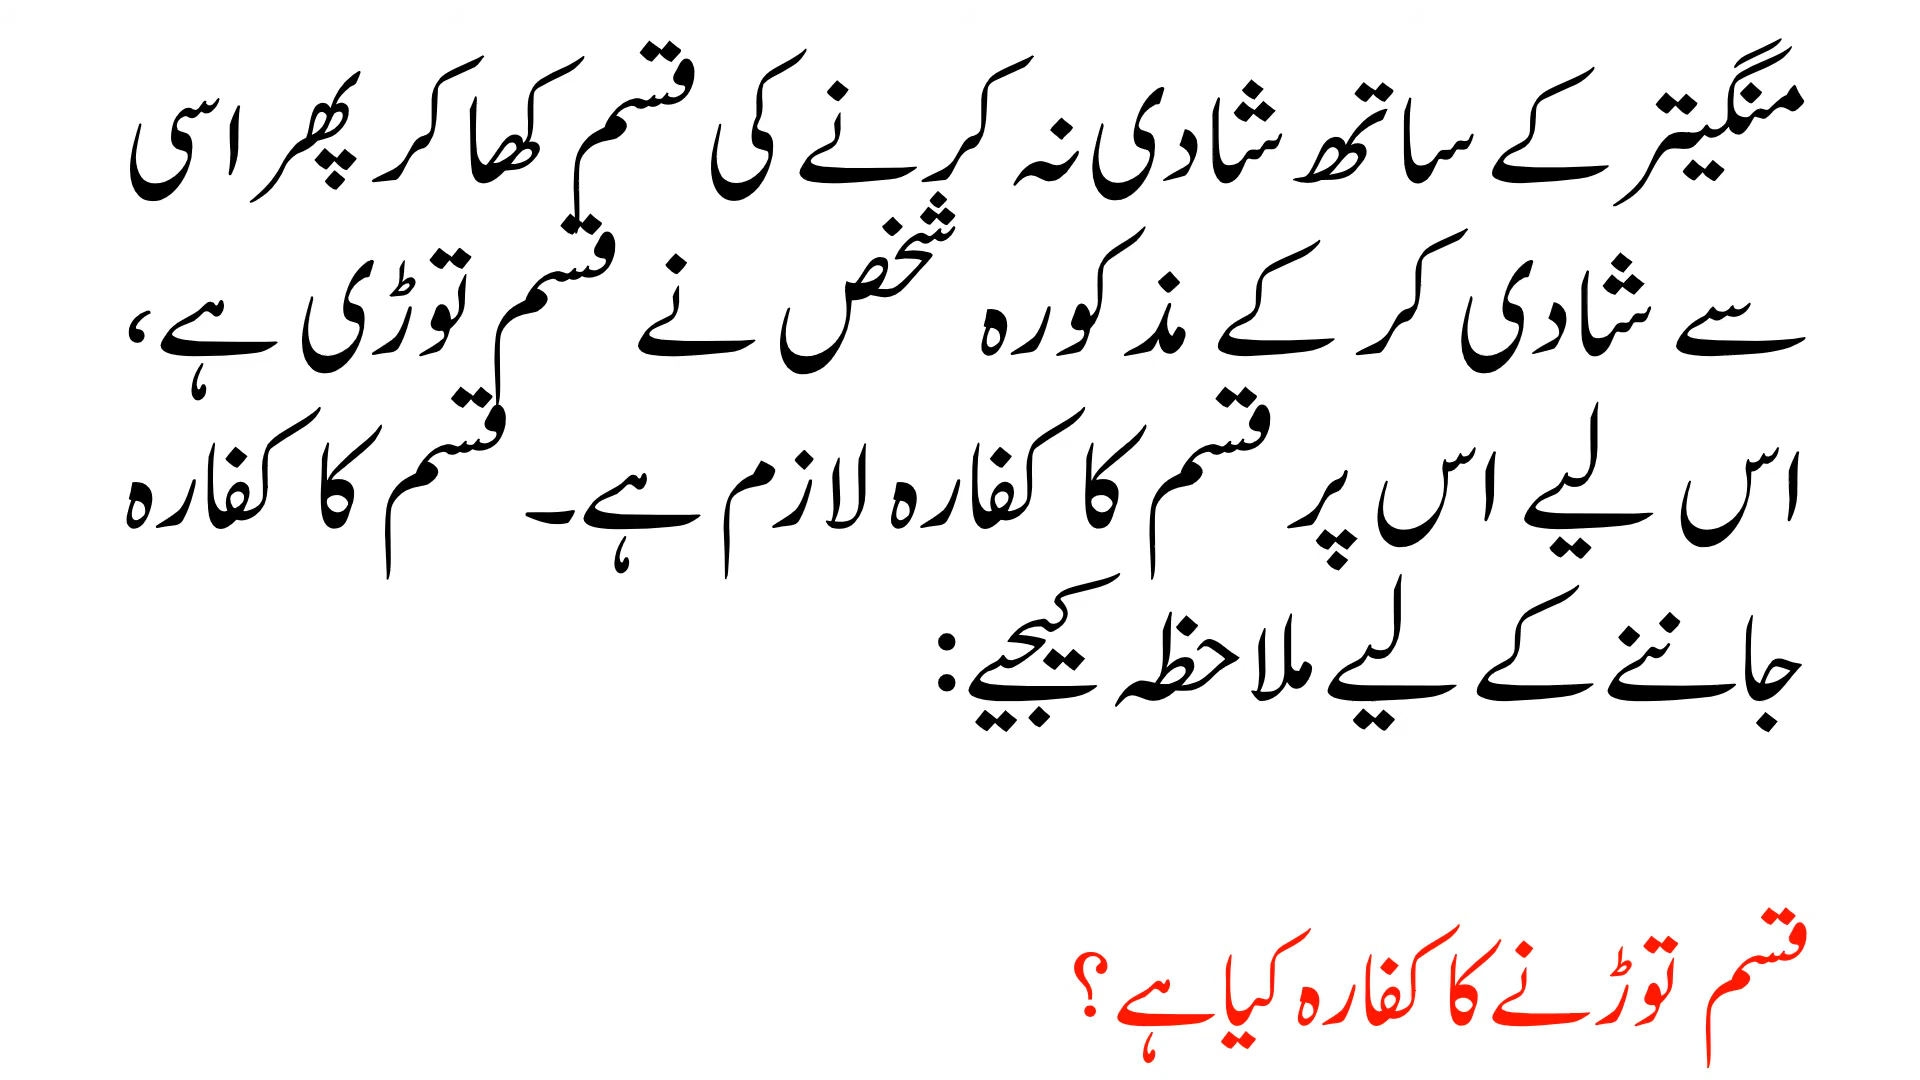 منگیتر کے ساتھ شادی نہ کرنے کی قسم کھاکر پھر اسی
سے شادی کر کے مذکورہ شخص نے قسم توڑی ہے،
اس لیے اس پر قسم کا کفارہ لازم ہے۔ قسم کا کفارہ
جاننے کے لیے ملاحظہ کیجیے:
قسم توڑنے کا کفارہ کیا ہے؟